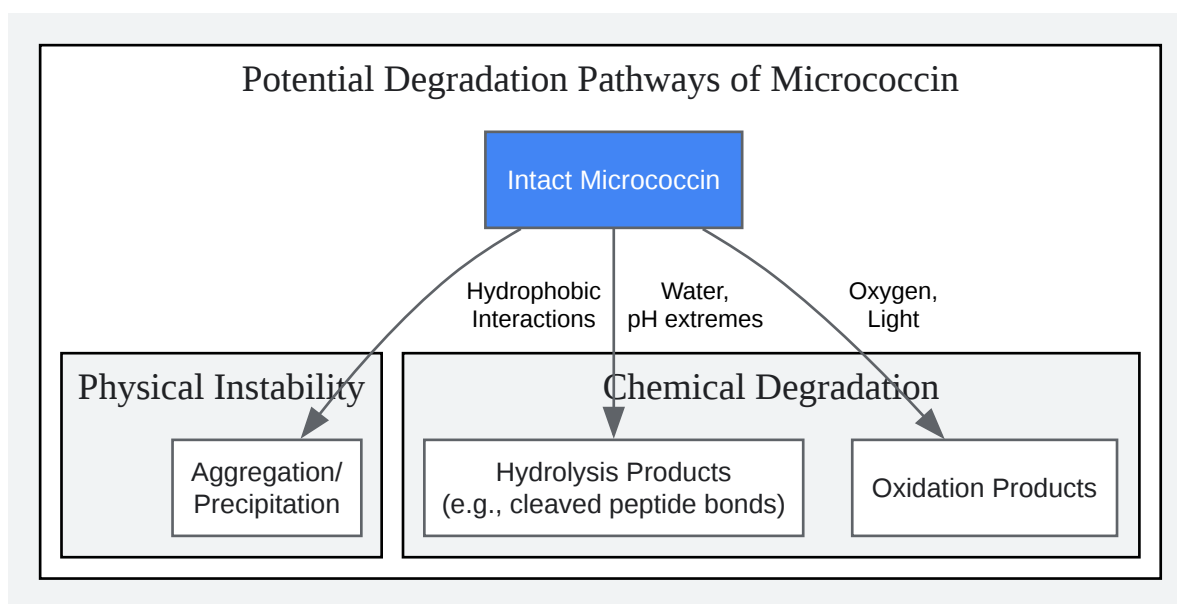 Potential Degradation Pathways of Micrococcin
Intact Micrococcin
Hydrophobic
Interactions
Water,
pH extremes
Oxygen,
Light
Physical Instability
Chemical Degradation
Aggregation/
Precipitation
Hydrolysis Products
(e.g., cleaved peptide bonds)
Oxidation Products